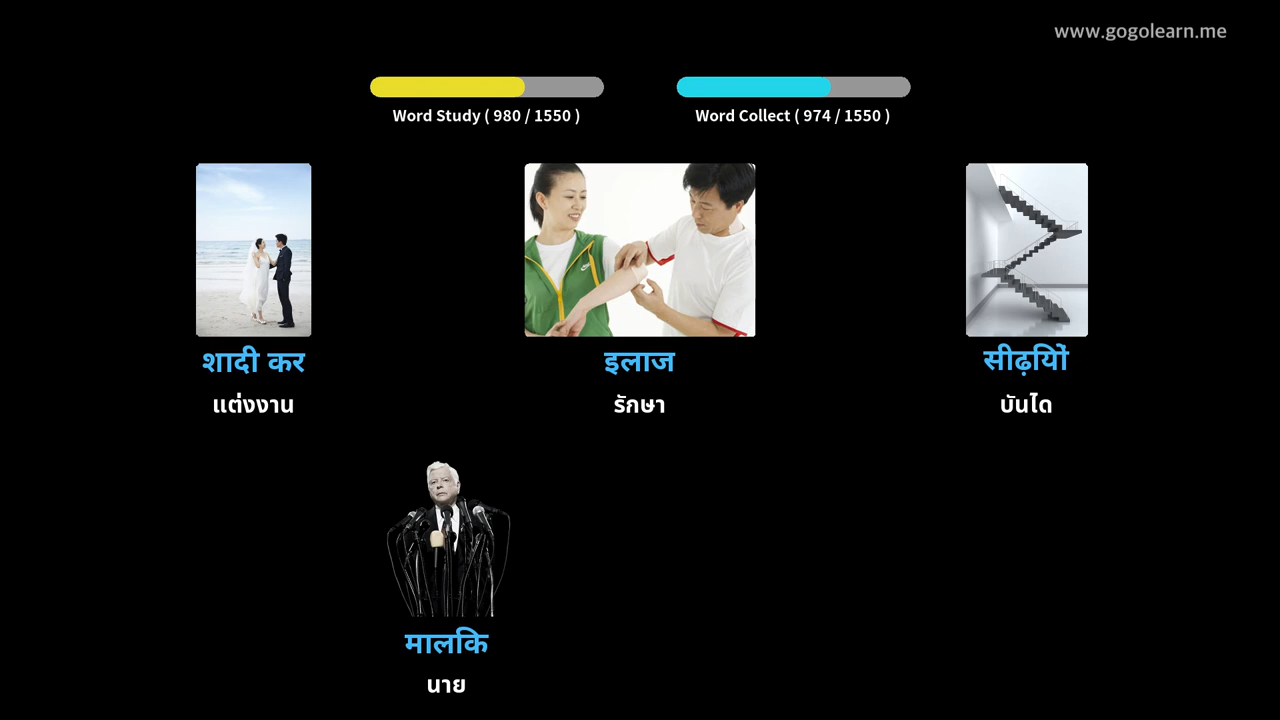 www.gogolearn.me
Word Study ( 980 / 1550 )
Word Collect ( 974 / 1550 )
शादी कर
แต่งงาน
इलाज
รักษา
सीढ़यिों
บันได
मालकि
นาย